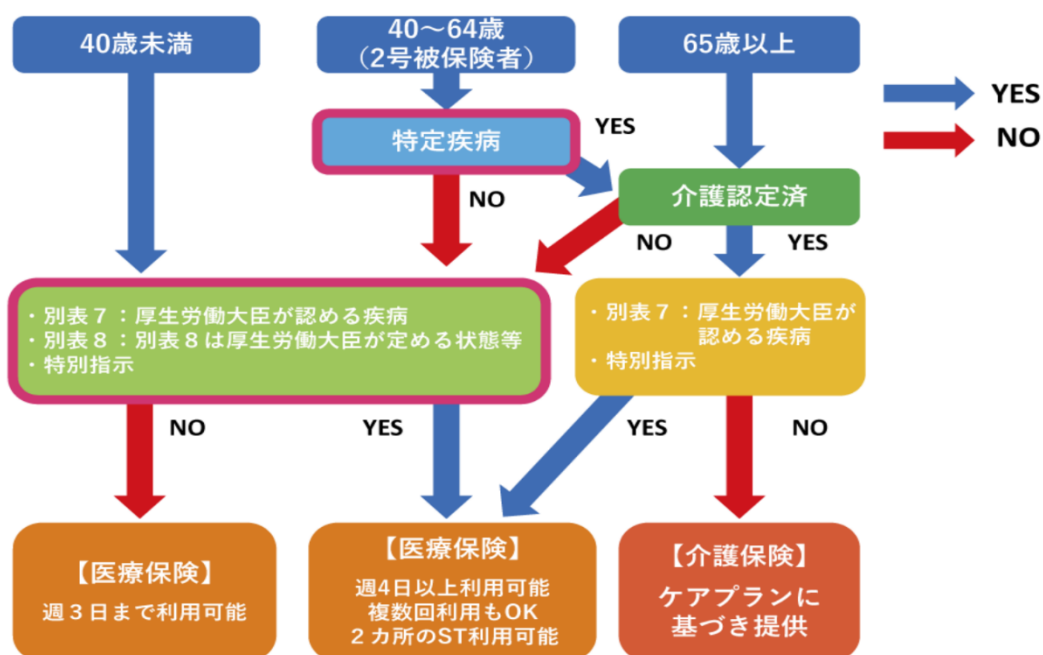 40歳未満
40～64歳
（2号被保険者）
65歳以上
YES
NO
特定疾病
YES
NO
介護認定済
NO
YES
・別表７：厚生労働大臣が認める疾病
・別表８：別表８は厚生労働大臣が定める状態等
・特別指示
・別表７：厚生労働大臣が
認める疾病
・特別指示
NO
YES
YES
NO
【医療保険】
週３日まで利用可能
【医療保険】
週4日以上利用可能
複数回利用もOK
２カ所のST利用可能
【介護保険】
ケアプランに
基づき提供